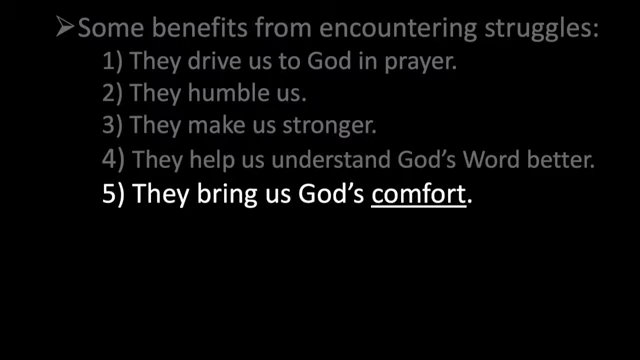 ➢Some benefits from encountering struggles:
1) They drive us to God in prayer.
2) They humble us.
3) They make us stronger.
4) They help us understand God's Word better.
5) They bring us God's comfort.